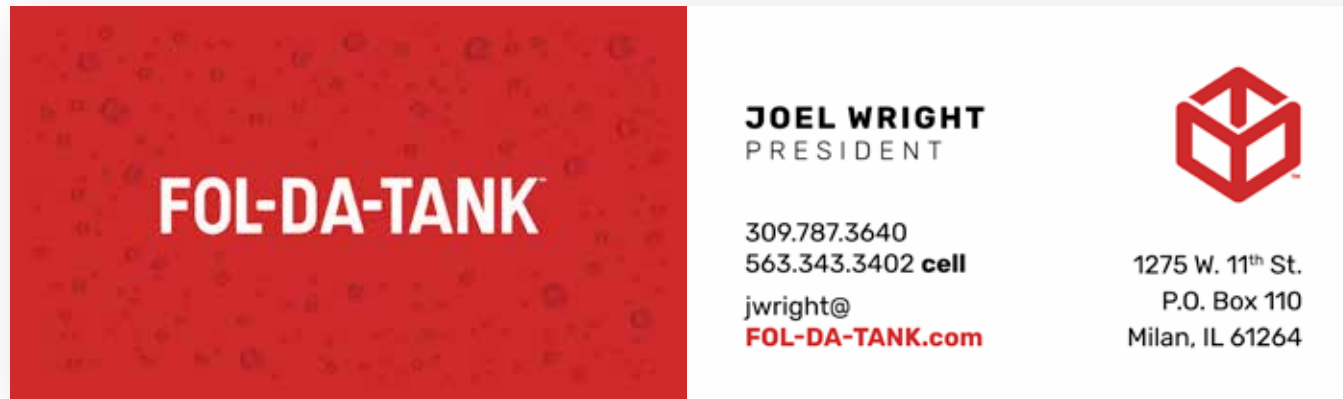 FOL-DA-TANK™
JOEL WRIGHT
PRESIDENT
309.787.3640
563.343.3402 cell
jwright@
FOL-DA-TANK.com
™
1275 W. 11th St.
P.O. Box 110
Milan, IL 61264